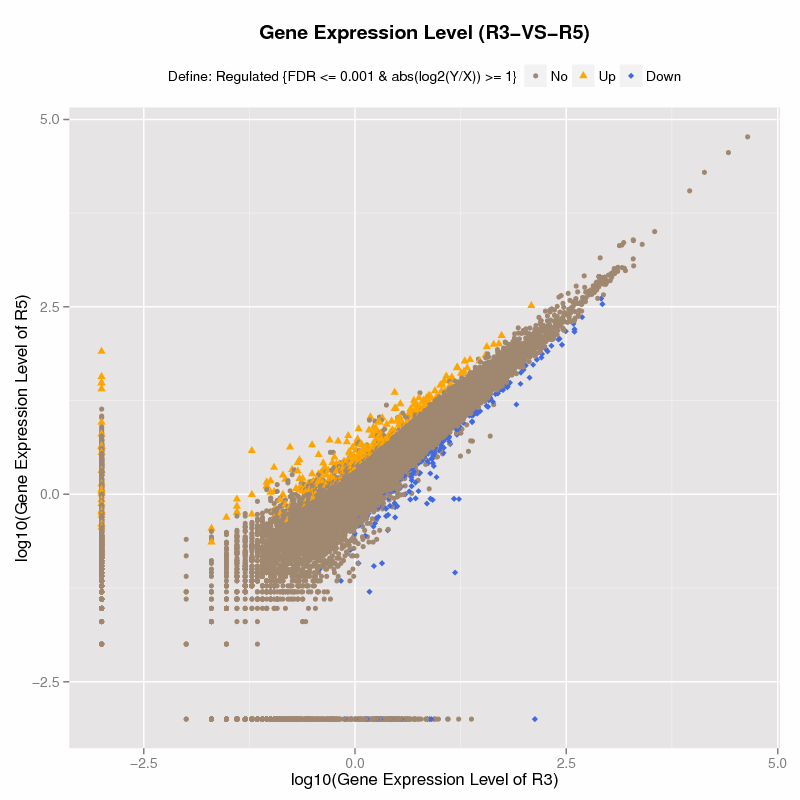 Gene Expression Level (R3−VS−R5)
Define: Regulated {FDR <= 0.001 & abs(log2(Y/X)) >= 1} No Up Down
5.0
2.5
0.0
−2.5
log10(Gene Expression Level of R5)
−2.5 0.0 2.5 5.0
log10(Gene Expression Level of R3)